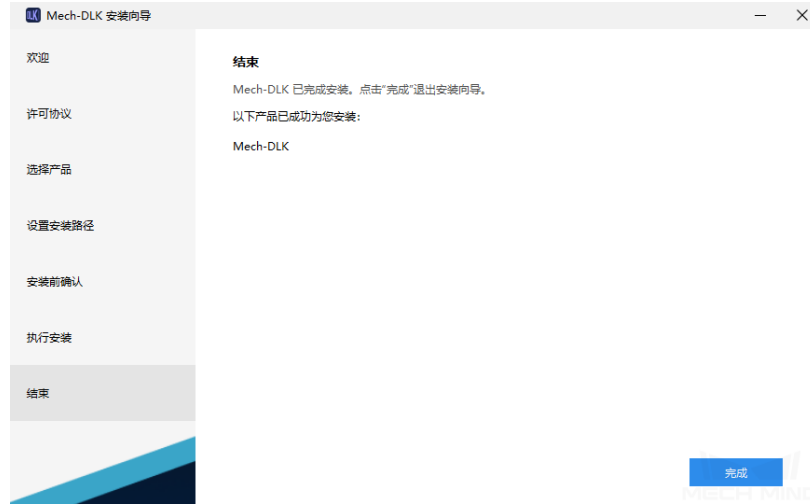 Mech-DLK 安装向导
欢迎
许可协议
选择产品
设置安装路径
安装前确认
执行安装
结束
结束
Mech-DLK 已完成安装。点击“完成”退出安装向导。
以下产品已成功为您安装：
Mech-DLK
完成
MECH MIND